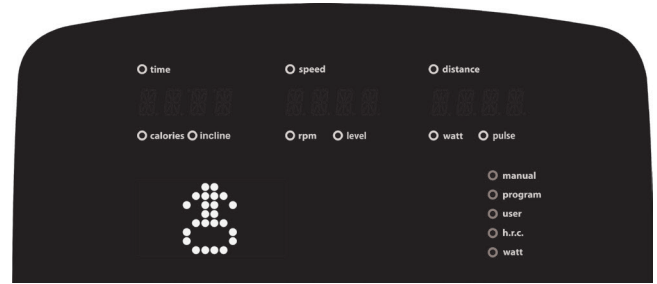 time speed distance
calories incline rpm level watt pulse
manual
program
user
h.r.c.
watt